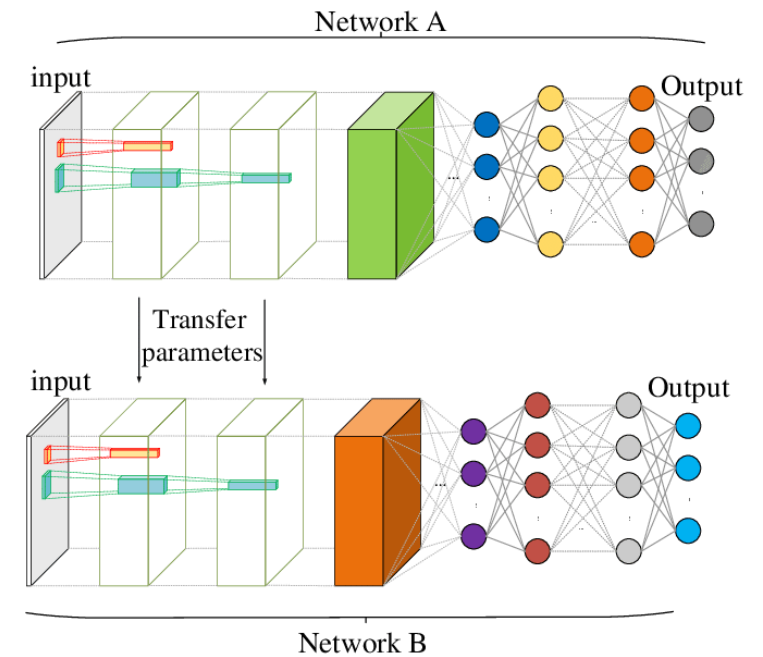 Network A
input
Output
...
Transfer
parameters
input
Output
...
Network B